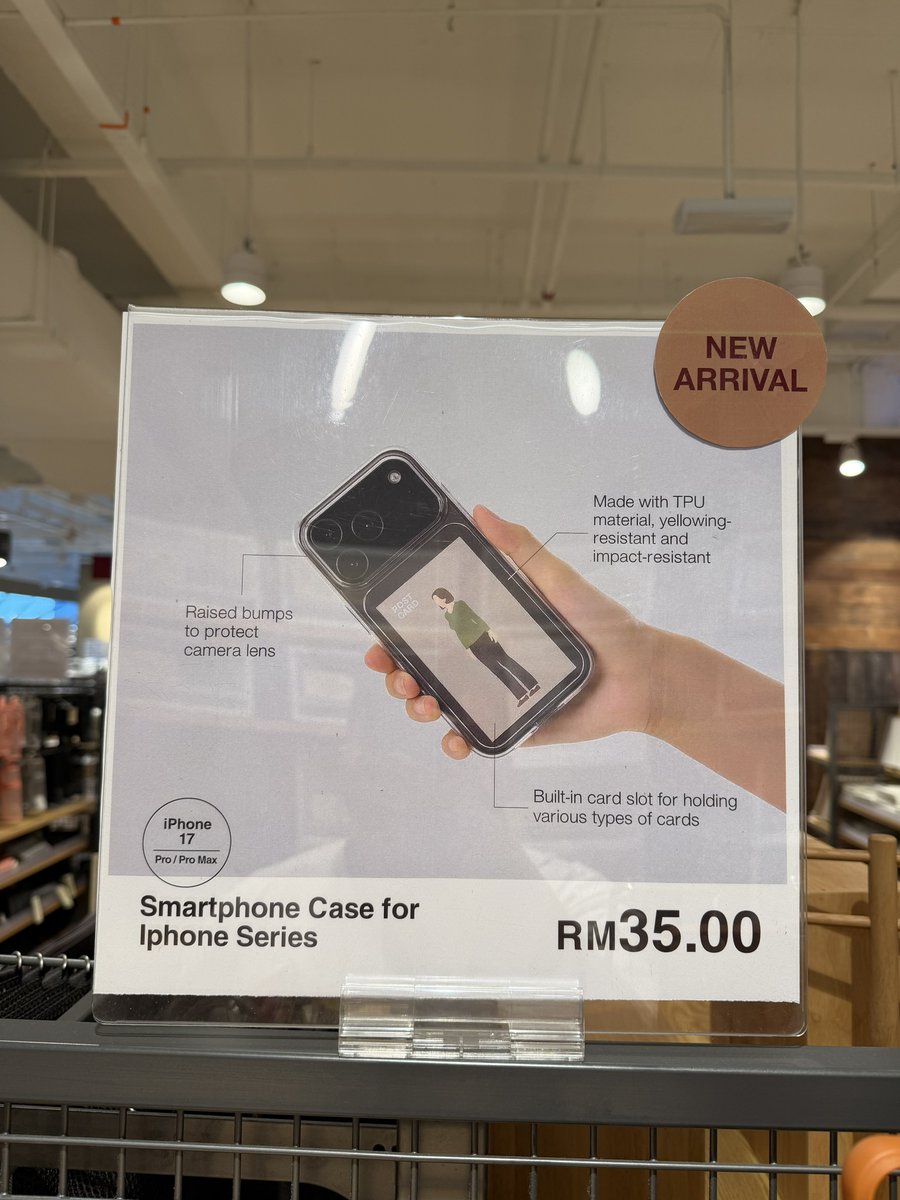 NEW
ARRIVAL
Made with TPU
material, yellowing-
resistant and
impact-resistant
POST
CARD
Raised bumps
to protect
camera lens
Built-in card slot for holding
various types of cards
iPhone
17
Pro / Pro Max
Smartphone Case for
Iphone Series
RM35.00